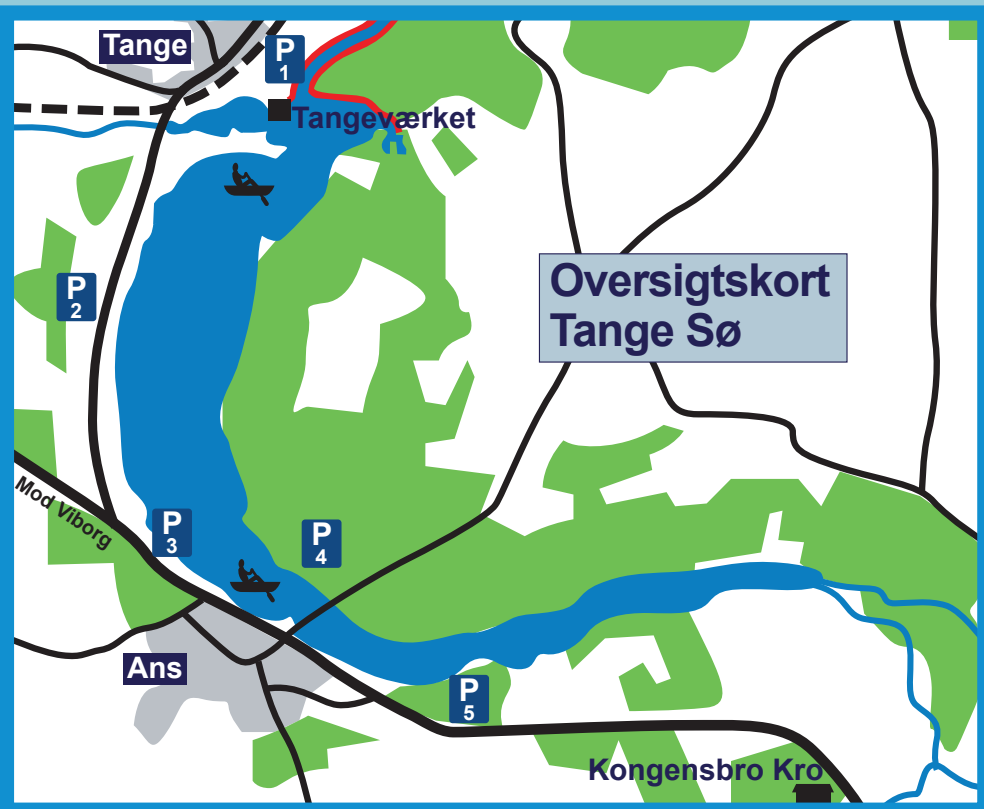 Tange
P
1
Tangeværket
P
2
Oversigtskort
Tange Sø
Mod Viborg
P
3
P
4
Ans
P
5
Kongensbro Kro